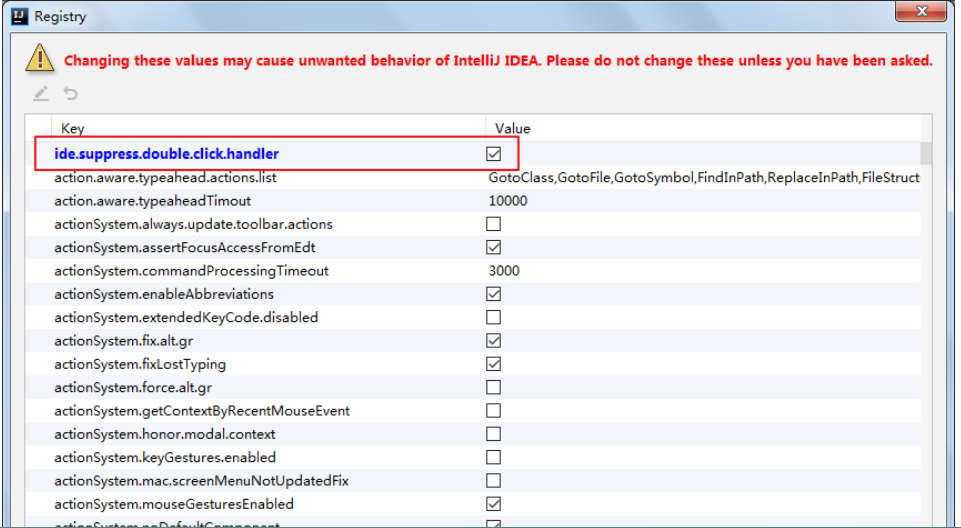 IJ Registry
Changing these values may cause unwanted behavior of IntelliJ IDEA. Please do not change these unless you have been asked.
Key Value
ide.suppress.double.click.handler
action.aware.typeahead.actions.list GotoClass,GotoFile,GotoSymbol,FindInPath,ReplaceInPath,FileStruct
action.aware.typeaheadTimout 10000
actionSystem.always.update.toolbar.actions
actionSystem.assertFocusAccessFromEdt
actionSystem.commandProcessingTimeout 3000
actionSystem.enableAbbreviations
actionSystem.extendedKeyCode.disabled
actionSystem.fix.alt.gr
actionSystem.fixLostTyping
actionSystem.force.alt.gr
actionSystem.getContextByRecentMouseEvent
actionSystem.honor.modal.context
actionSystem.keyGestures.enabled
actionSystem.mac.screenMenuNotUpdatedFix
actionSystem.mouseGesturesEnabled
actionSystem.noDefaultComponent